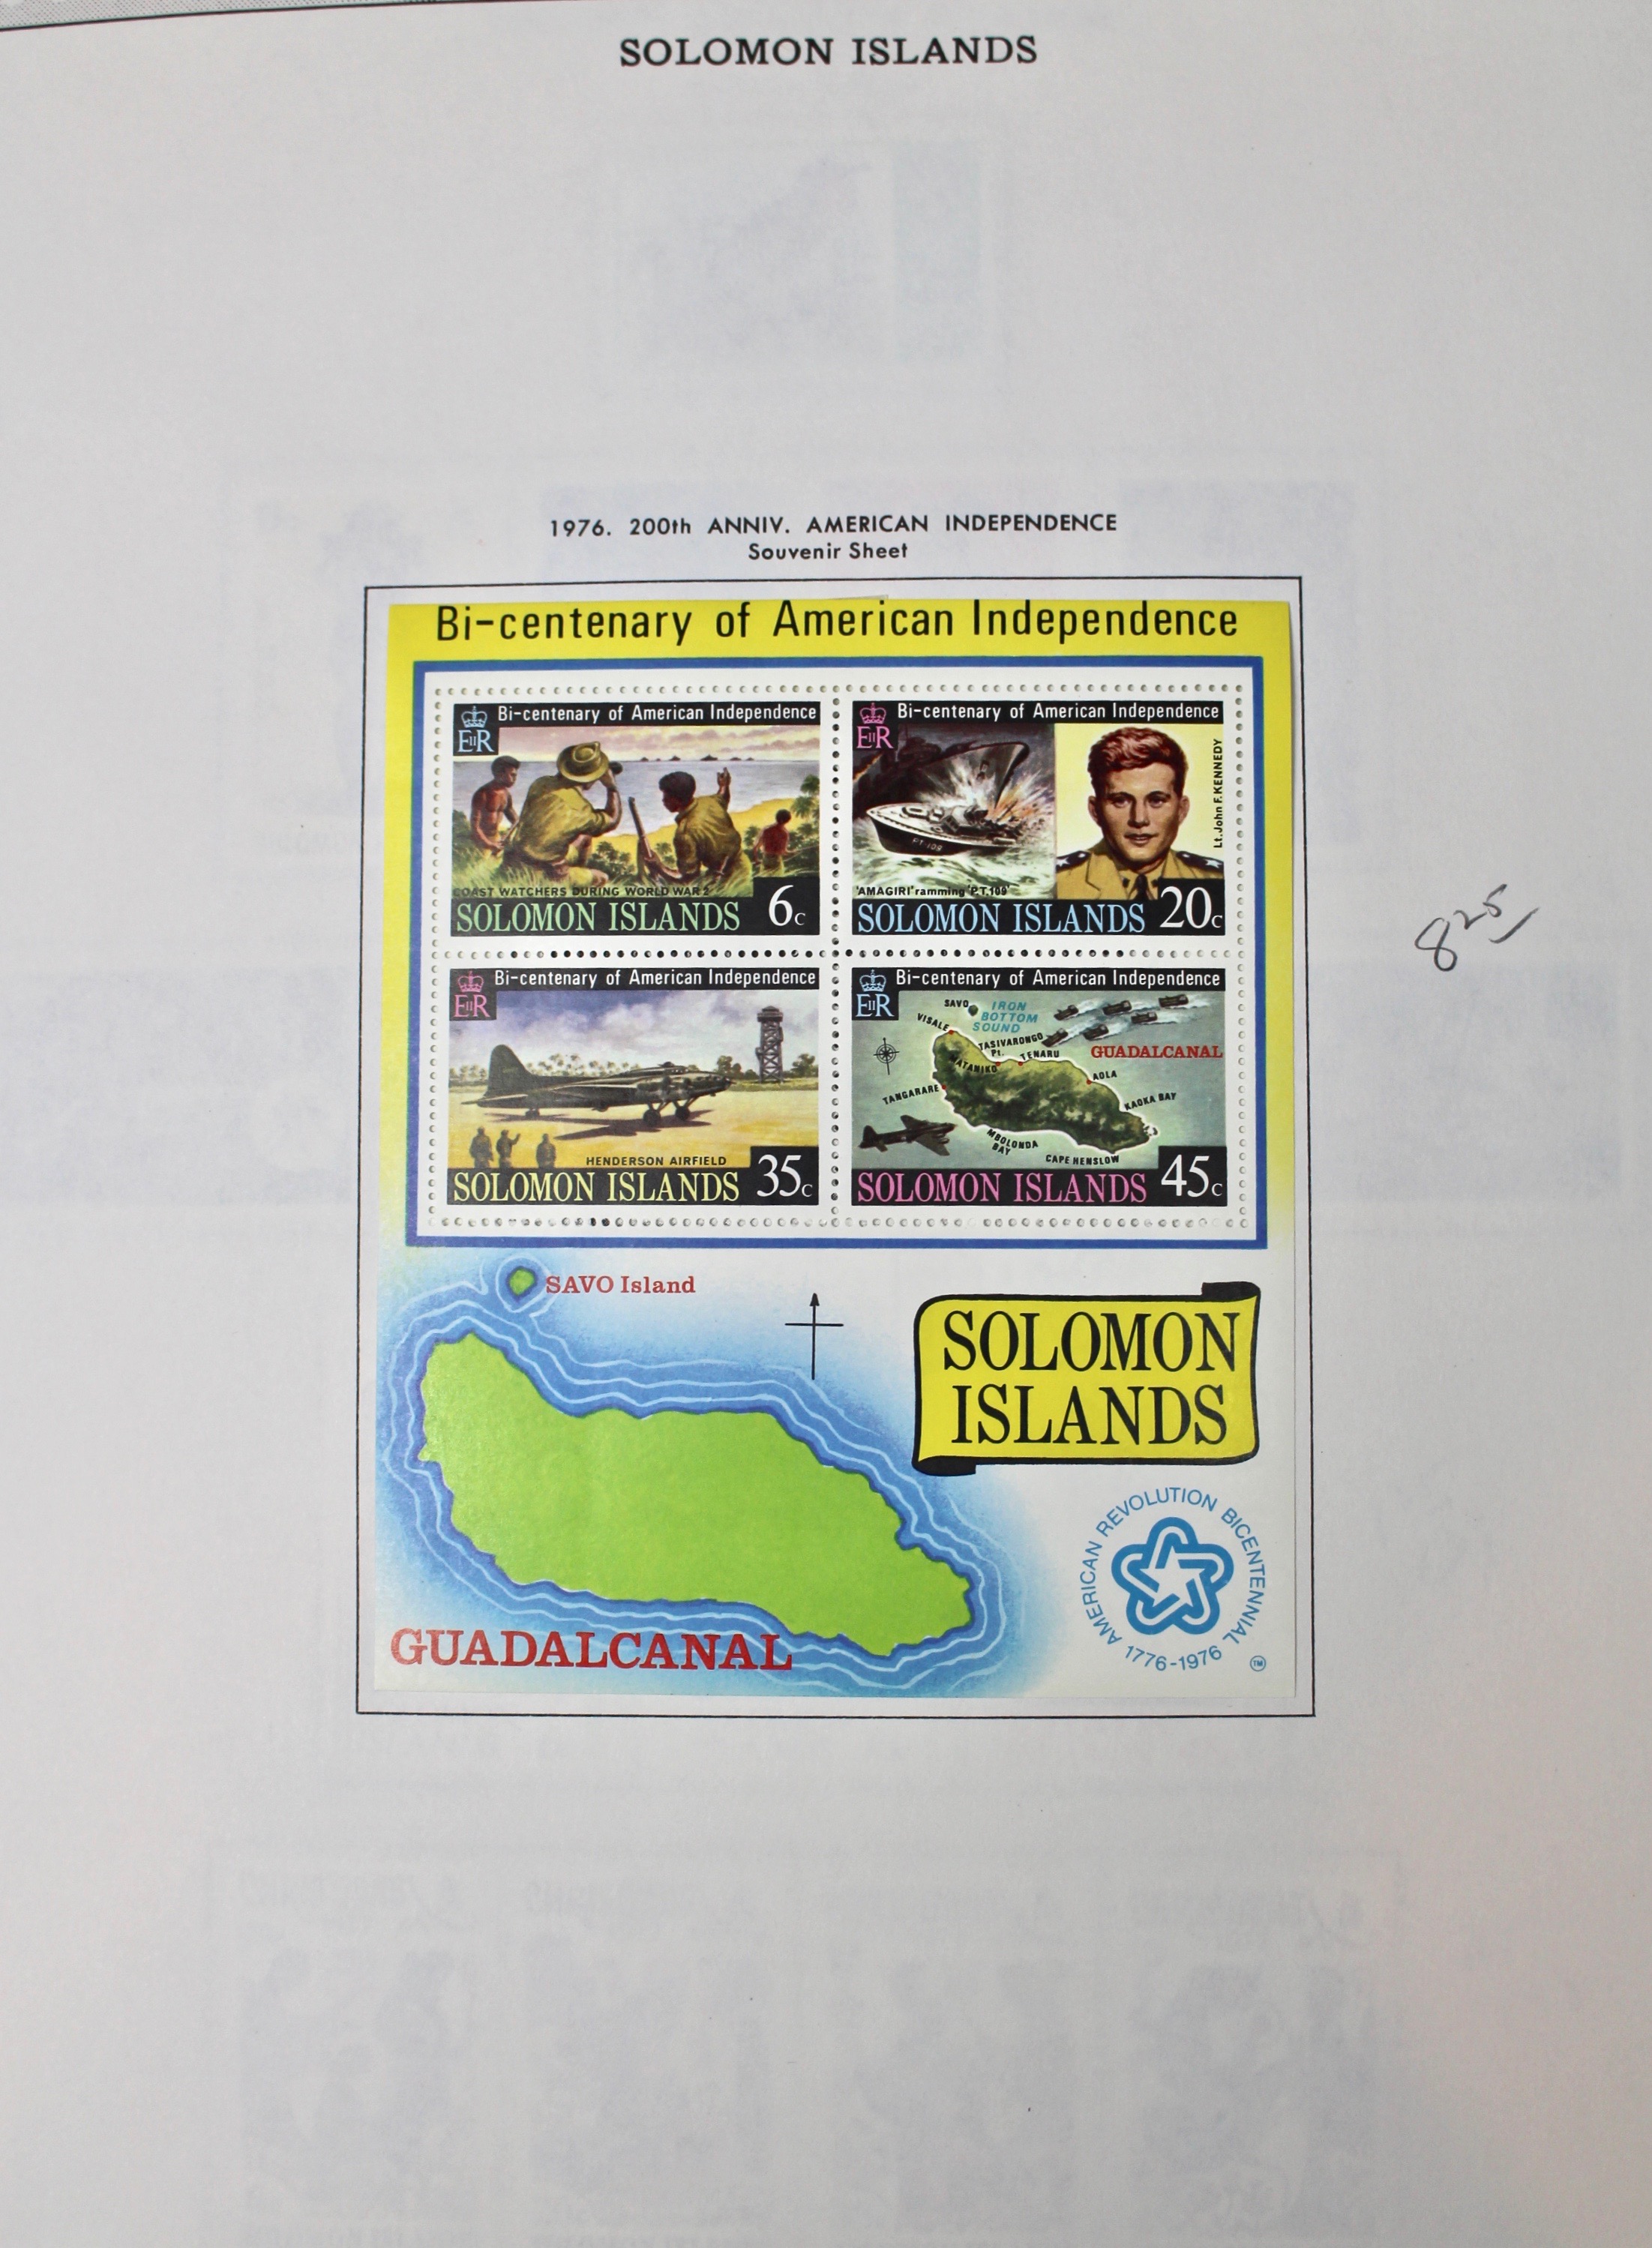 SOLOMON ISLANDS
1976. 200th ANNIV. AMERICAN INDEPENDENCE
Souvenir Sheet
Bi-centenary of American Independence
Bi-centenary of American Independence
EIIR
COAST WATCHERS DURING WORLD WAR 2
SOLOMON ISLANDS 6c
Bi-centenary of American Independence
EIIR
Lt. John F. KENNEDY
PT-109
'AMAGIRI' ramming 'P.T. 109'
SOLOMON ISLANDS 20c
825
Bi-centenary of American Independence
EIIR
HENDERSON AIRFIELD
SOLOMON ISLANDS 35c
Bi-centenary of American Independence
EIIR
SAVO
IRON
BOTTOM
SOUND
VISALE
TASIVARONGO
Pt.
TENARU
MATANIKO
GUADALCANAL
AOLA
TANGARARE
KAOKA BAY
MBOLONDA
BAY
CAPE HENSLOW
SOLOMON ISLANDS 45c
SAVO Island
SOLOMON
ISLANDS
GUADALCANAL
AMERICAN REVOLUTION BICENTENNIAL
1776-1976
TM